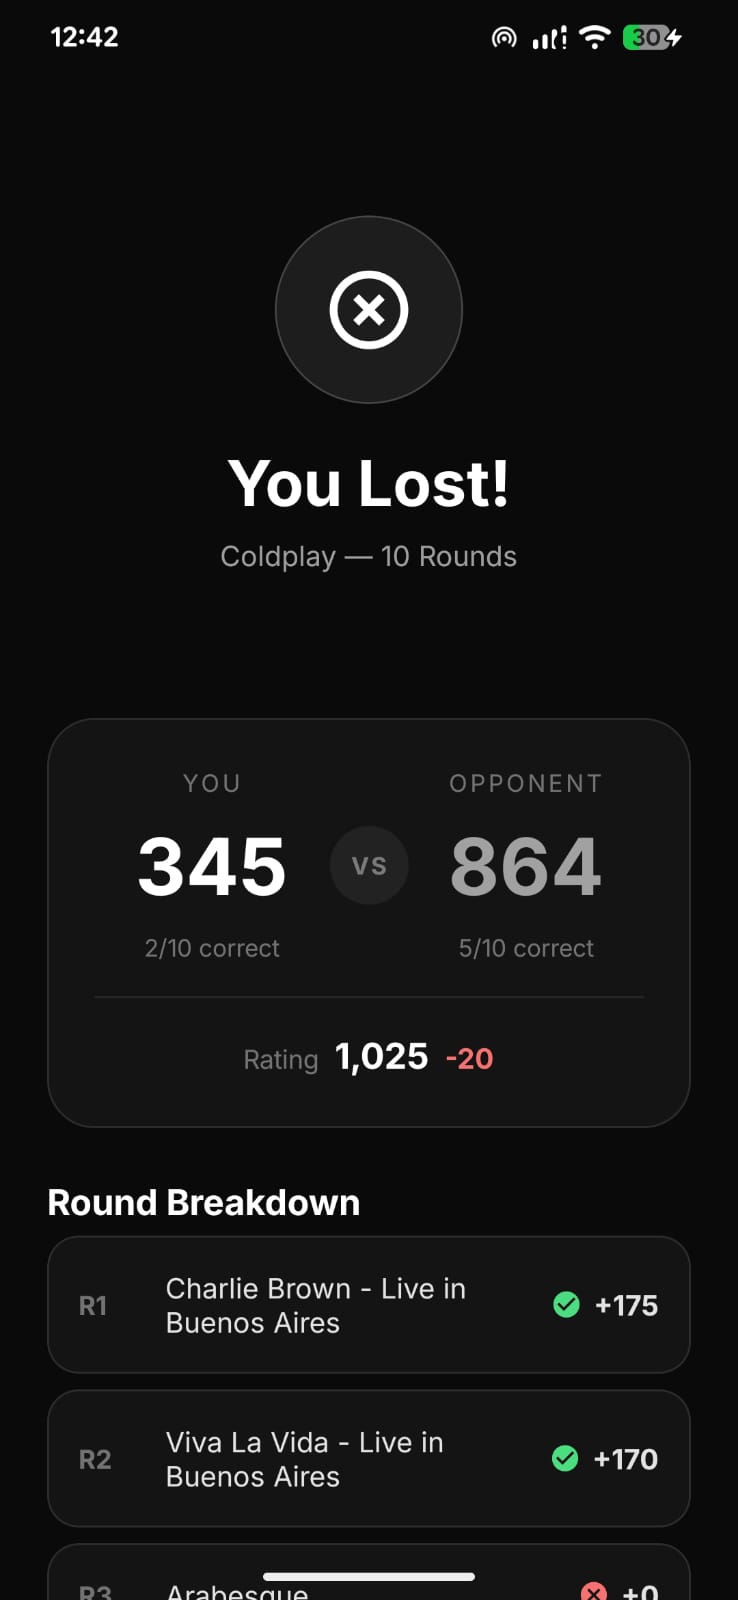 12:42
30
You Lost!
Coldplay — 10 Rounds
YOU
OPPONENT
345
VS
864
2/10 correct
5/10 correct
Rating 1,025 -20
Round Breakdown
R1
Charlie Brown - Live in
Buenos Aires
+175
R2
Viva La Vida - Live in
Buenos Aires
+170
R3
Arabesque
+0